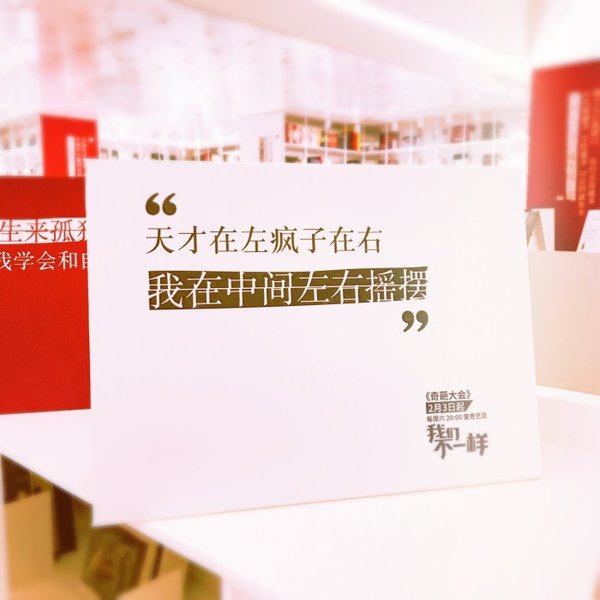 “
天才在左疯子在右
我在中间左右摇摆
”
《奇葩大会》
2月3日起
每周六 20:00 爱奇艺见
我们
不一样
生来孤独
我学会和自